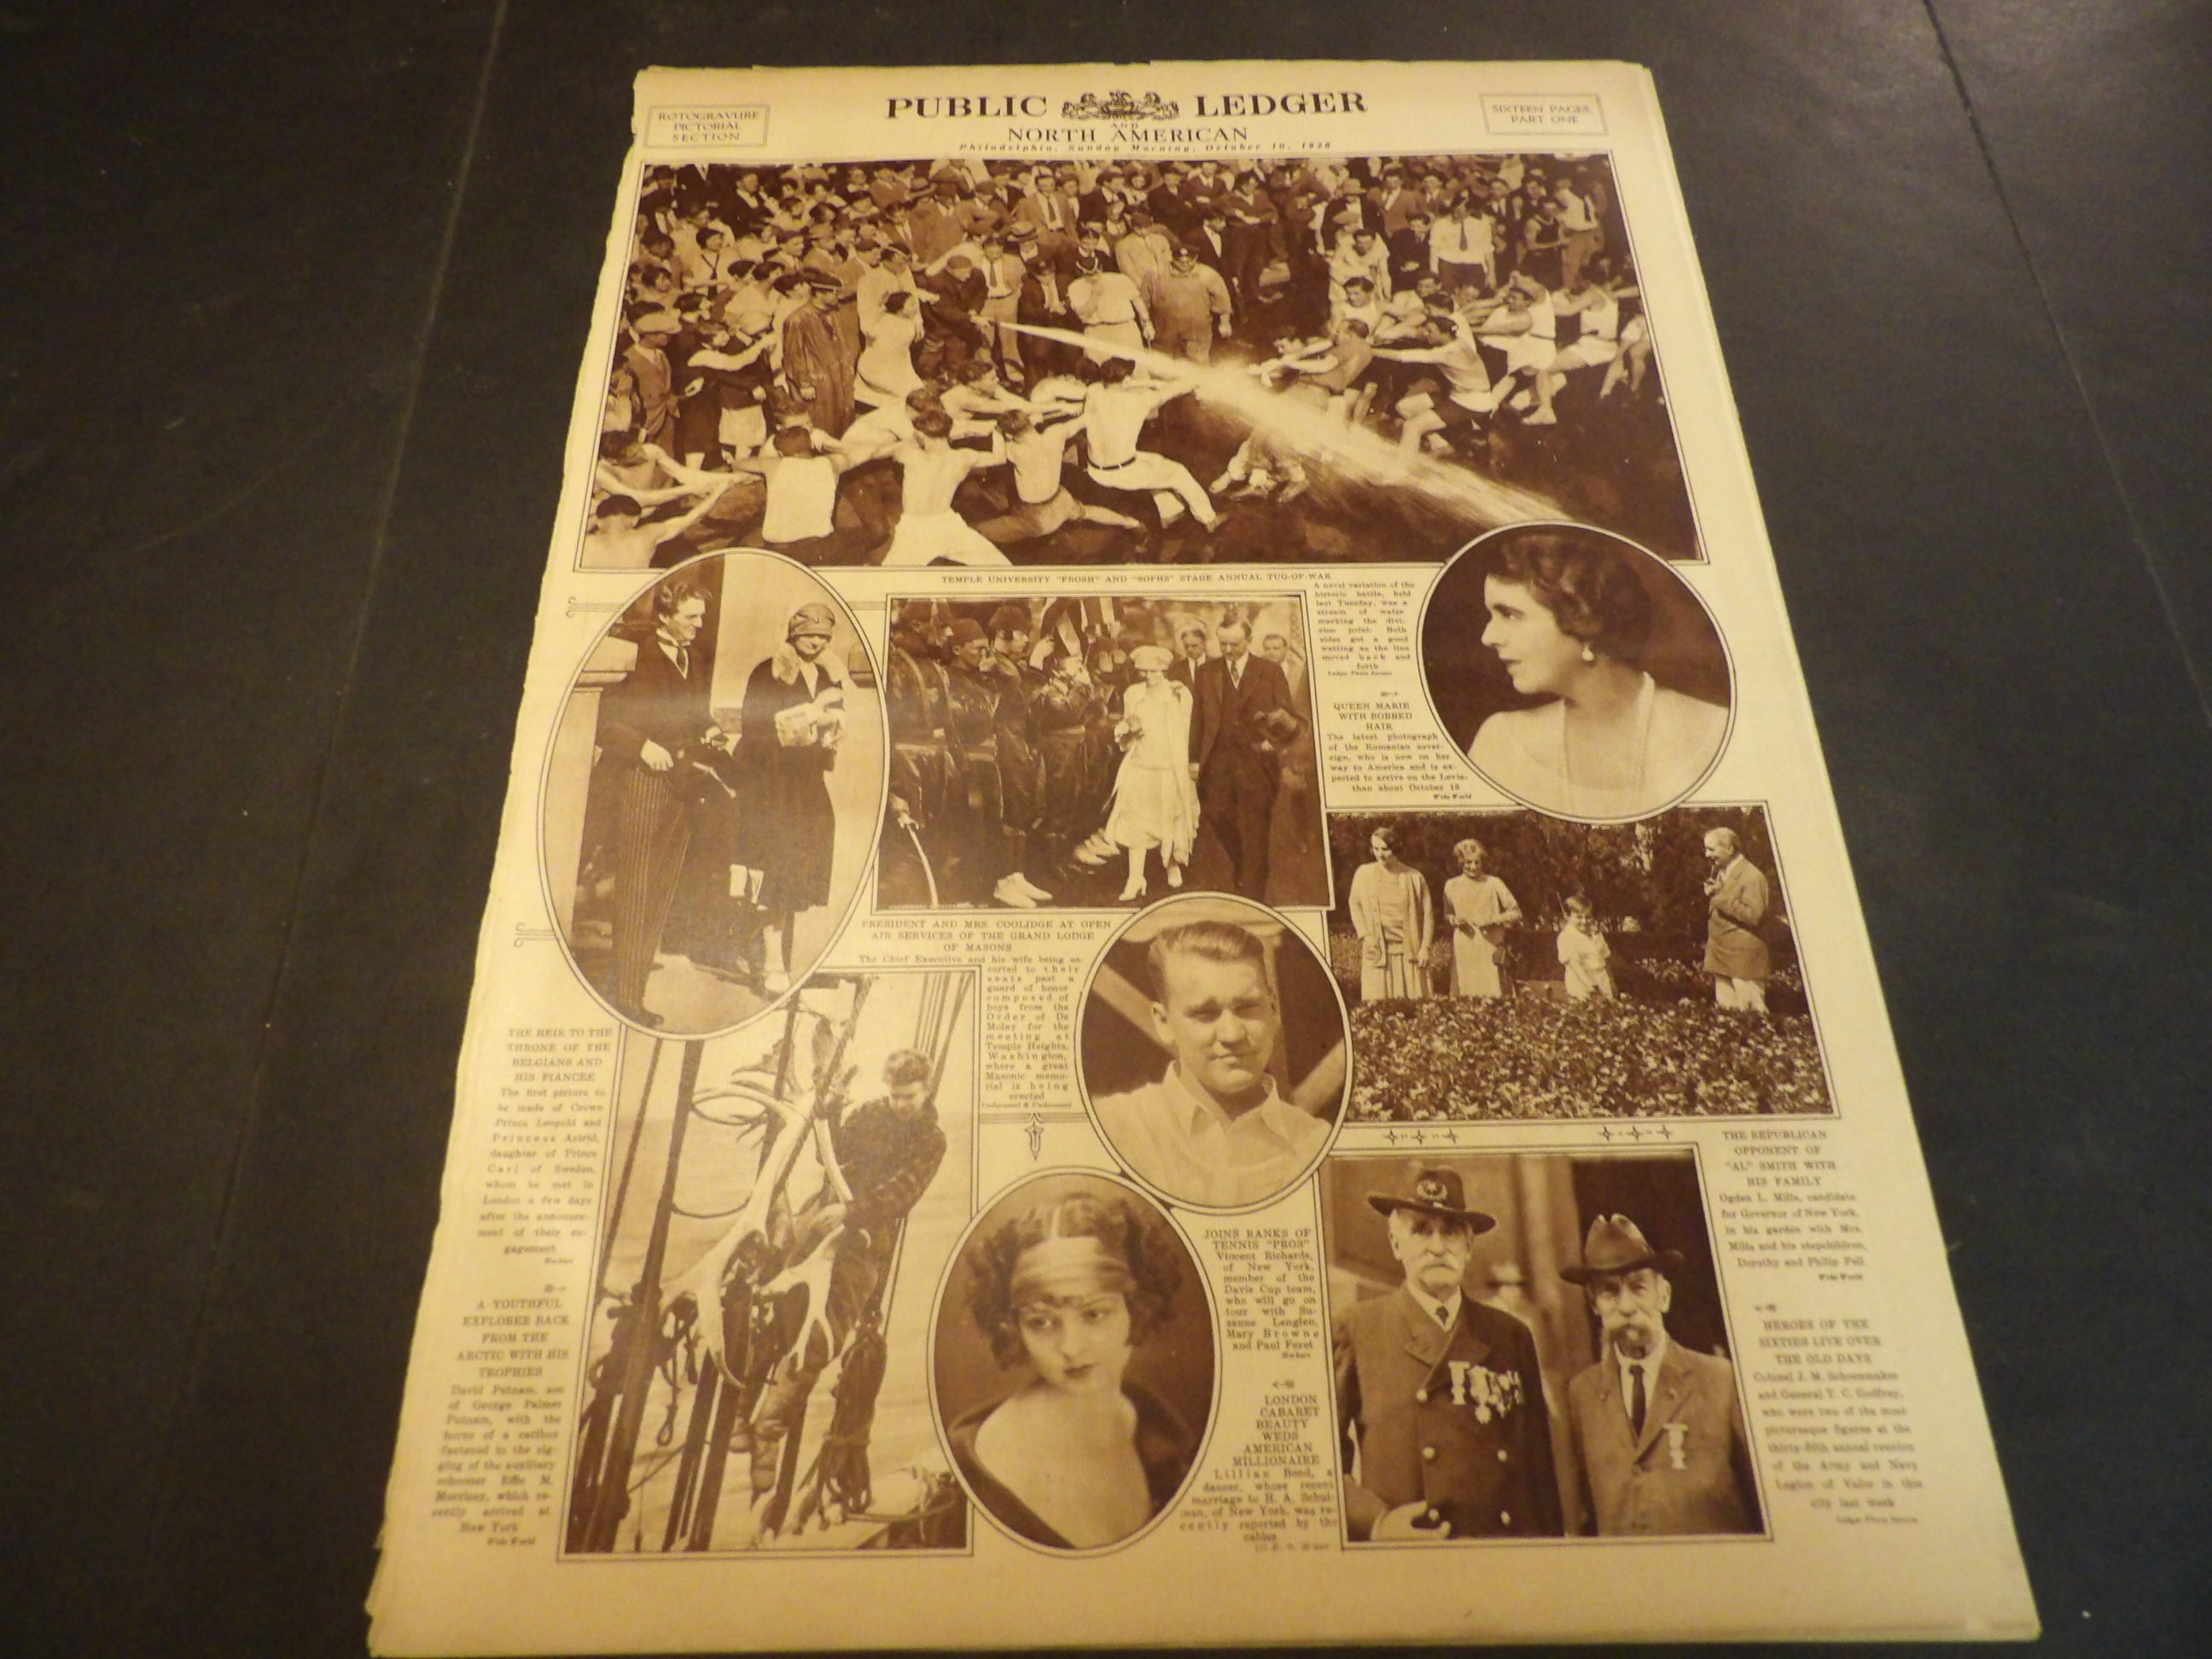 ROTOGRAVURE
PICTORIAL
SECTION
PUBLIC LEDGER
AND
NORTH AMERICAN
Philadelphia, Sunday Morning, October 10, 1926
SIXTEEN PAGES
PART ONE
TEMPLE UNIVERSITY "FROSH" AND "SOPHS" STAGE ANNUAL TUG-OF-WAR
A novel variation of the
historic battle, held
last Tuesday, was a
stream of water
marking the divi-
sion point. Both
sides got a good
wetting as the line
moved back and
forth
Ledger Photo Service
QUEEN MARIE
WITH BOBBED
HAIR
The latest photograph
of the Romanian sover-
eign, who is now on her
way to America and is ex-
pected to arrive on the Levia-
than about October 18
Wide World
PRESIDENT AND MRS. COOLIDGE AT OPEN
AIR SERVICES OF THE GRAND LODGE
OF MASONS
The Chief Executive and his wife being es-
corted to their
seats past a
guard of honor
composed of
boys from the
Order of De
Molay for the
meeting at
Temple Heights,
Washington,
where a great
Masonic memo-
rial is being
erected
Underwood & Underwood
THE HEIR TO THE
THRONE OF THE
BELGIANS AND
HIS FIANCEE
The first picture to
be made of Crown
Prince Leopold and
Princess Astrid,
daughter of Prince
Carl of Sweden,
whom he met in
London a few days
after the announce-
ment of their en-
gagement
Herbert
A YOUTHFUL
EXPLORER BACK
FROM THE
ARCTIC WITH HIS
TROPHIES
David Putnam, son
of George Palmer
Putnam, with the
horns of a caribou
fastened to the rig-
ging of the auxiliary
schooner Effie M.
Morrissy, which re-
cently arrived at
New York
Wide World
JOINS RANKS OF
TENNIS "PROS"
Vincent Richards,
of New York,
member of the
Davis Cup team,
who will go on
tour with Su-
zanne Lenglen,
Mary Browne
and Paul Feret
Herbert
LONDON
CABARET
BEAUTY
WEDS
AMERICAN
MILLIONAIRE
Lillian Bond, a
dancer, whose recent
marriage to H. A. Schul-
man, of New York, was re-
cently reported by the
cables
THE REPUBLICAN
OPPONENT OF
"AL" SMITH WITH
HIS FAMILY
Ogden L. Mills, candidate
for Governor of New York,
in his garden with Mrs.
Mills and his stepchildren,
Dorothy and Philip Fell
Wide World
HEROES OF THE
SIXTIES LIVE OVER
THE OLD DAYS
Colonel J. M. Schoonmaker
and General T. C. Godfrey,
who were two of the most
picturesque figures at the
thirty-fifth annual reunion
of the Army and Navy
Legion of Valor in this
city last week
Ledger Photo Service